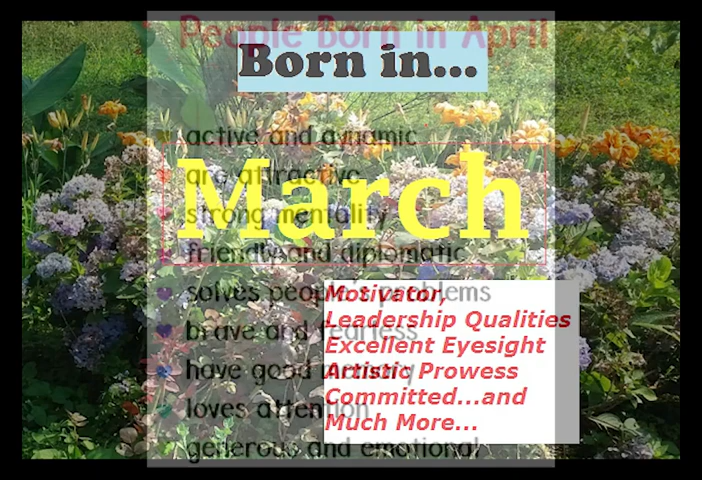 People Born in April
Born in...
active and dynamic
are attractive
March
strong mentality
friendly and diplomatic
solves people's problems
Motivator,
Leadership Qualities
brave and fearless
Excellent Eyesight
have good memory
Artistic Prowess
Committed...and
loves attention
Much More...
generous and emotional